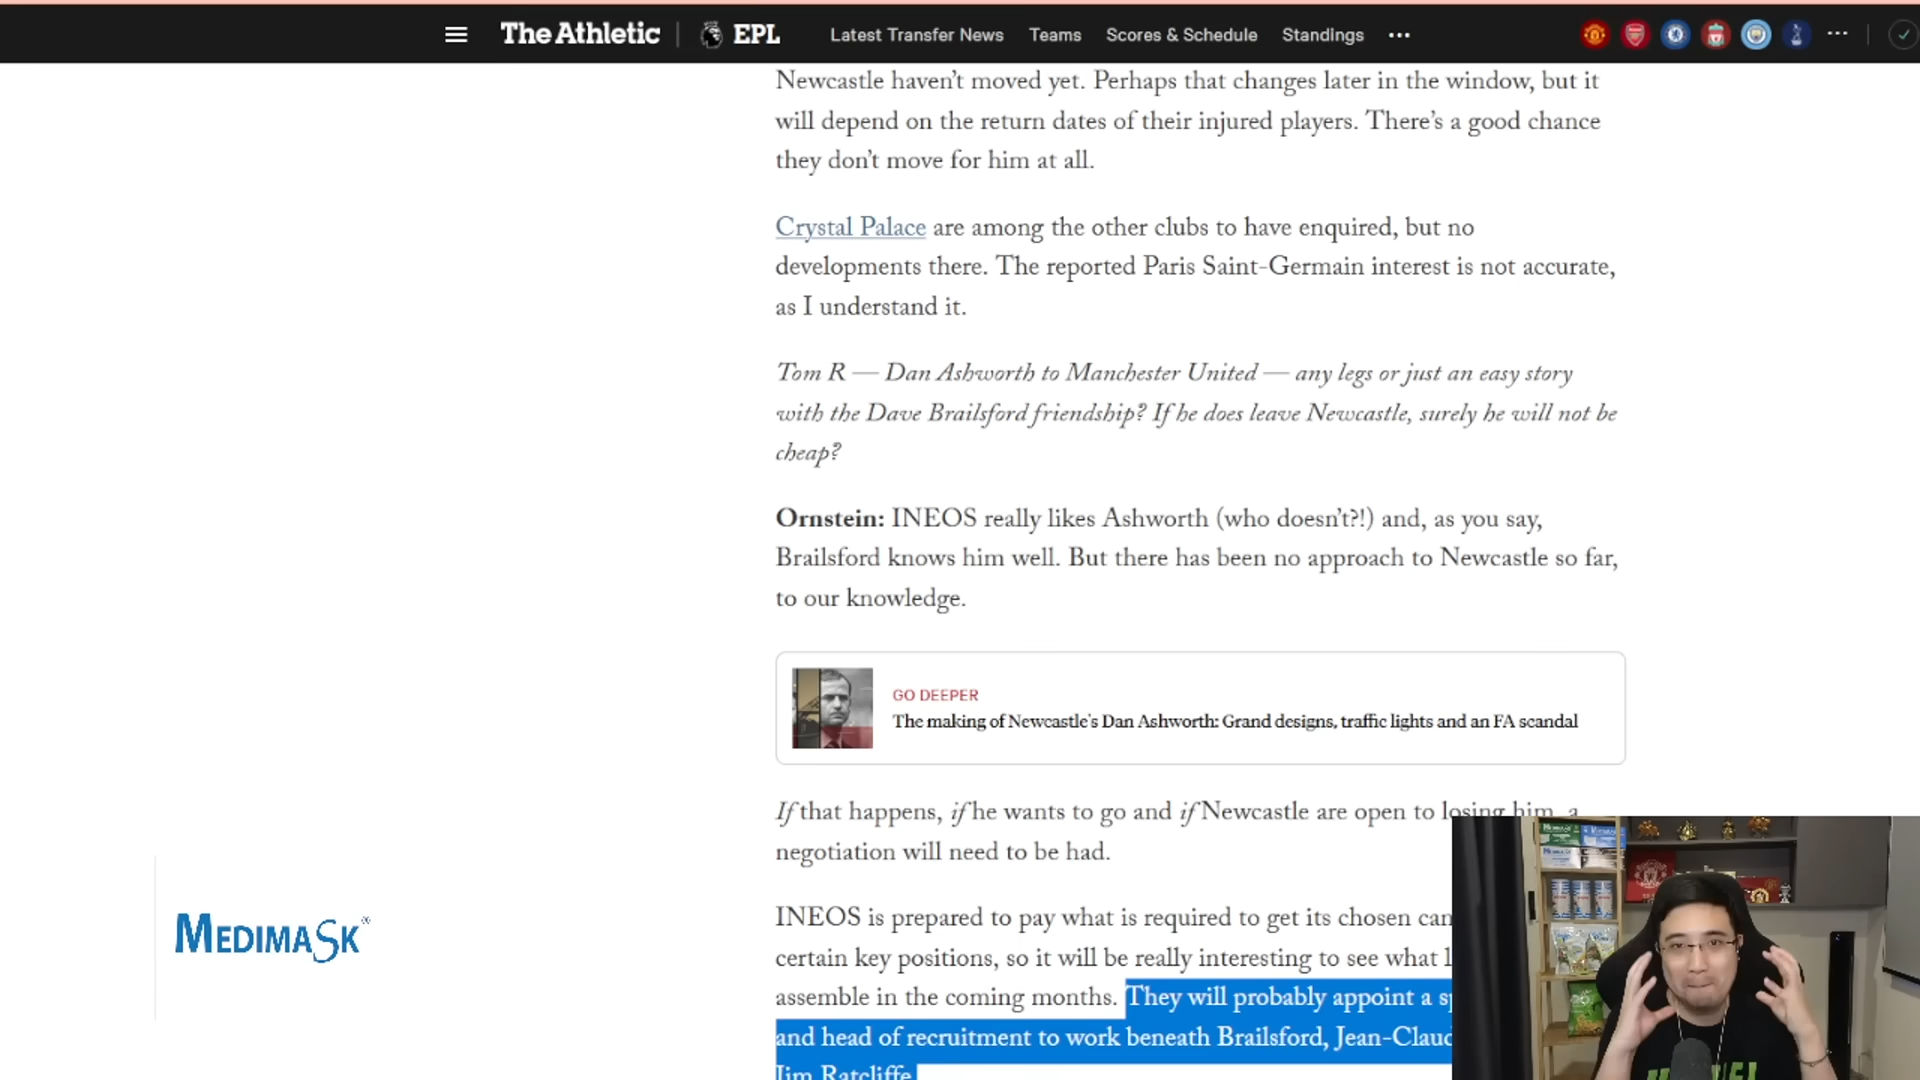 The Athletic | EPL Latest Transfer News Teams Scores & Schedule Standings
Newcastle haven't moved yet. Perhaps that changes later in the window, but it
will depend on the return dates of their injured players. There's a good chance
they don't move for him at all.
Crystal Palace are among the other clubs to have enquired, but no
developments there. The reported Paris Saint-Germain interest is not accurate,
as I understand it.
Tom R — Dan Ashworth to Manchester United — any legs or just an easy story
with the Dave Brailsford friendship? If he does leave Newcastle, surely he will not be
cheap?
Ornstein: INEOS really likes Ashworth (who doesn't?!) and, as you say,
Brailsford knows him well. But there has been no approach to Newcastle so far,
to our knowledge.
GO DEEPER
The making of Newcastle's Dan Ashworth: Grand designs, traffic lights and an FA scandal
If that happens, if he wants to go and if Newcastle are open to losing him, a
negotiation will need to be had.
INEOS is prepared to pay what is required to get its chosen can
certain key positions, so it will be really interesting to see what
assemble in the coming months. They will probably appoint a sp
and head of recruitment to work beneath Brailsford, Jean-Claud
Jim Ratcliffe.
MEDIMASK®